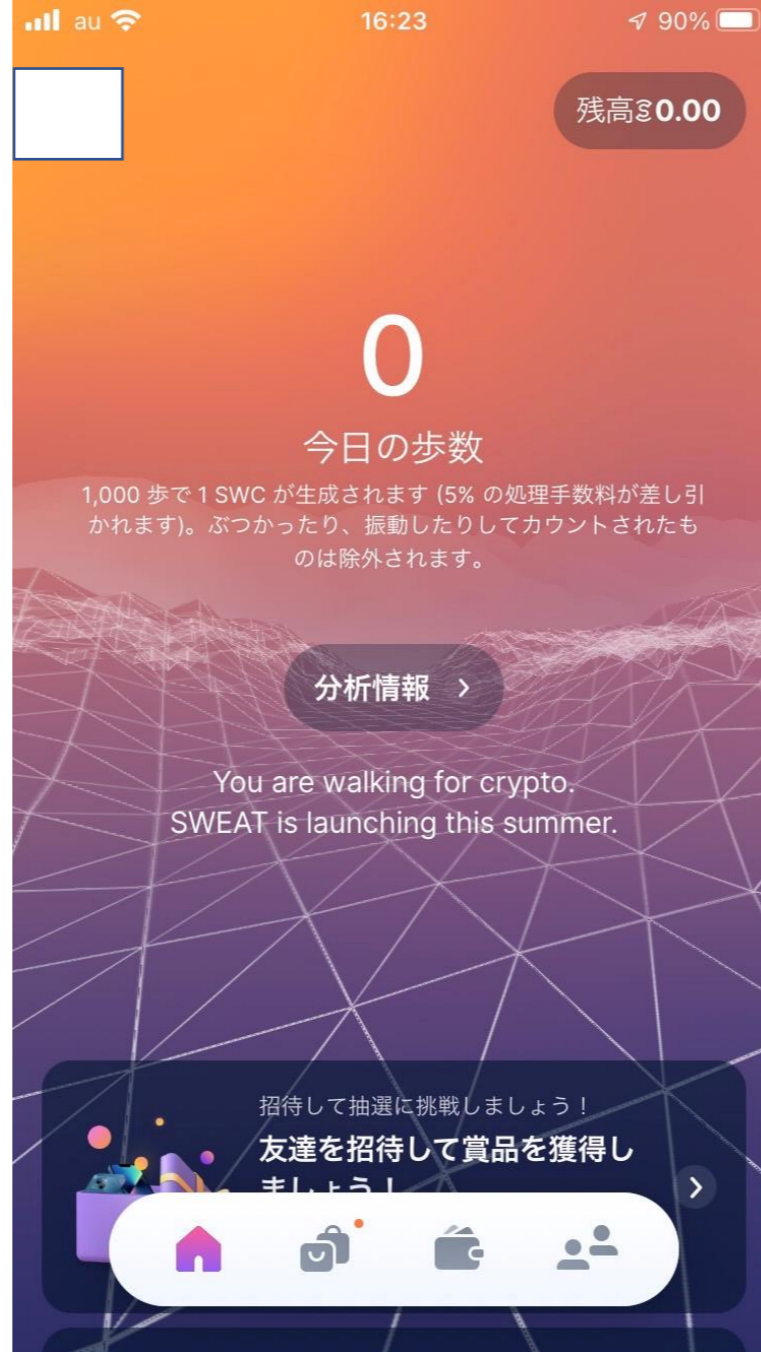 au 16:23 90%
残高 0.00
0
今日の歩数
1,000 歩で 1 SWC が生成されます (5% の処理手数料が差し引
かれます)。ぶつかったり、振動したりしてカウントされたも
のは除外されます。
分析情報
You are walking for crypto.
SWEAT is launching this summer.
招待して抽選に挑戦しましょう！
友達を招待して賞品を獲得し
ましょう！